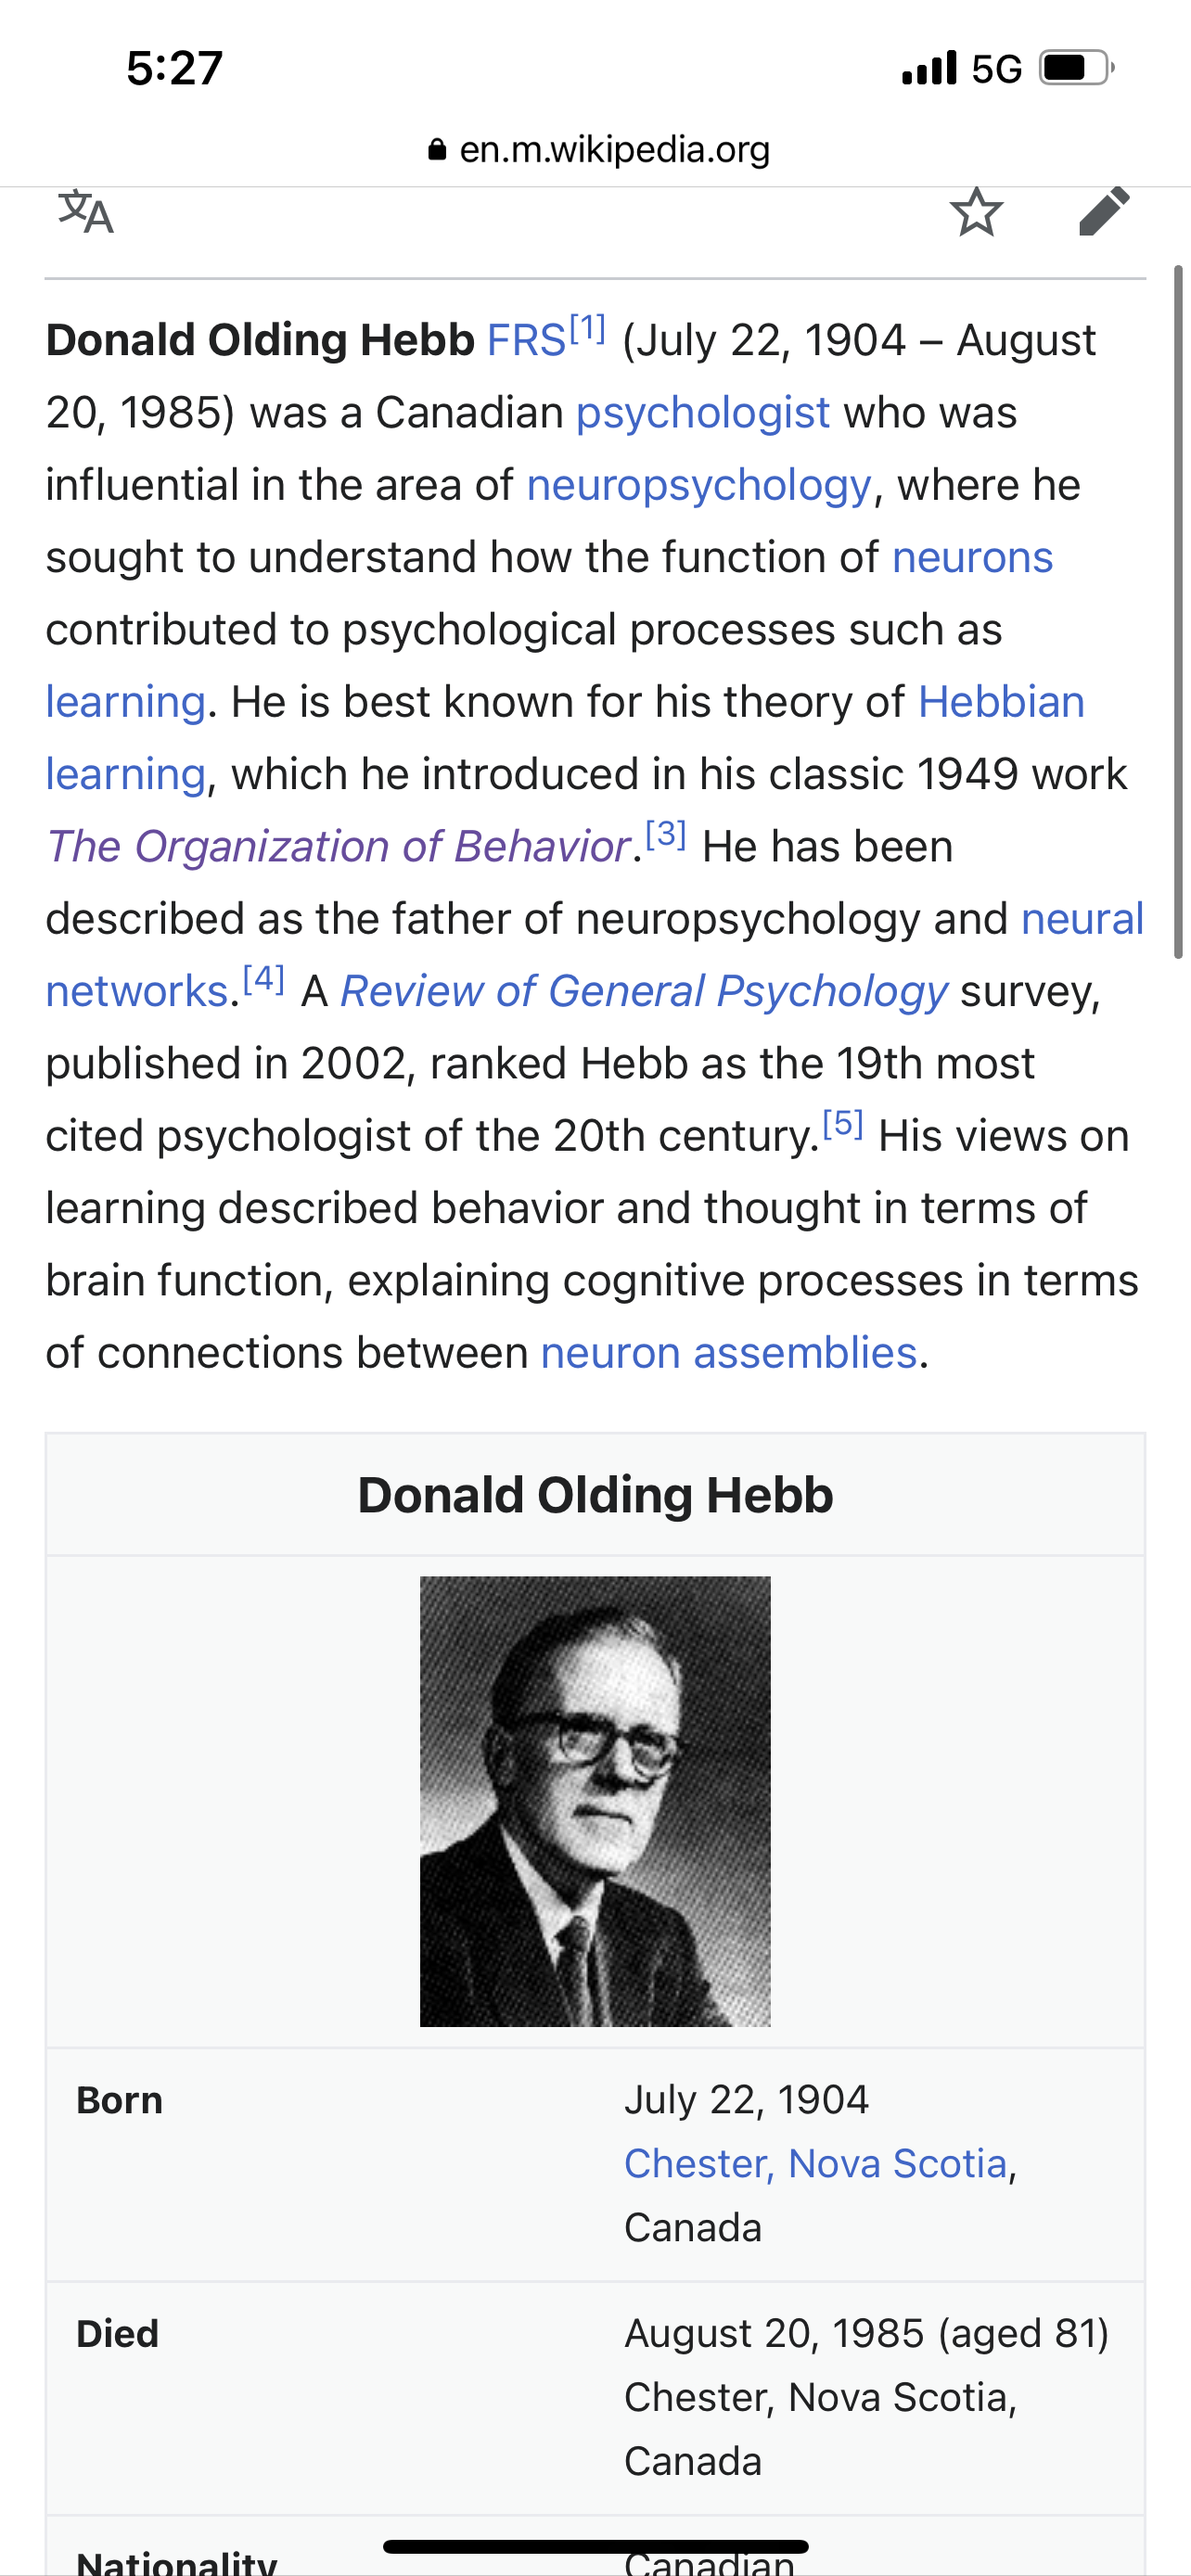 5:27
5G
en.m.wikipedia.org
文A
Donald Olding Hebb FRS[1] (July 22, 1904 – August
20, 1985) was a Canadian psychologist who was
influential in the area of neuropsychology, where he
sought to understand how the function of neurons
contributed to psychological processes such as
learning. He is best known for his theory of Hebbian
learning, which he introduced in his classic 1949 work
The Organization of Behavior.[3] He has been
described as the father of neuropsychology and neural
networks.[4] A Review of General Psychology survey,
published in 2002, ranked Hebb as the 19th most
cited psychologist of the 20th century.[5] His views on
learning described behavior and thought in terms of
brain function, explaining cognitive processes in terms
of connections between neuron assemblies.
Donald Olding Hebb
Born
July 22, 1904
Chester, Nova Scotia,
Canada
Died
August 20, 1985 (aged 81)
Chester, Nova Scotia,
Canada
Nationality
Canadian